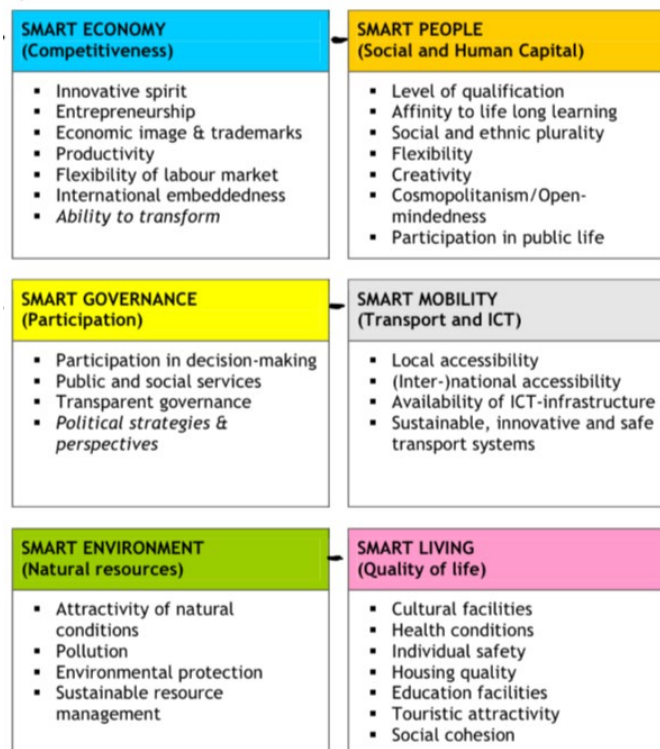 SMART ECONOMY
(Competitiveness)
▪ Innovative spirit
▪ Entrepreneurship
▪ Economic image & trademarks
▪ Productivity
▪ Flexibility of labour market
▪ International embeddedness
▪ Ability to transform
SMART PEOPLE
(Social and Human Capital)
▪ Level of qualification
▪ Affinity to life long learning
▪ Social and ethnic plurality
▪ Flexibility
▪ Creativity
▪ Cosmopolitanism/Open-
mindedness
▪ Participation in public life
SMART GOVERNANCE
(Participation)
▪ Participation in decision-making
▪ Public and social services
▪ Transparent governance
▪ Political strategies &
perspectives
SMART MOBILITY
(Transport and ICT)
▪ Local accessibility
▪ (Inter-)national accessibility
▪ Availability of ICT-infrastructure
▪ Sustainable, innovative and safe
transport systems
SMART ENVIRONMENT
(Natural resources)
▪ Attractivity of natural
conditions
▪ Pollution
▪ Environmental protection
▪ Sustainable resource
management
SMART LIVING
(Quality of life)
▪ Cultural facilities
▪ Health conditions
▪ Individual safety
▪ Housing quality
▪ Education facilities
▪ Touristic attractivity
▪ Social cohesion